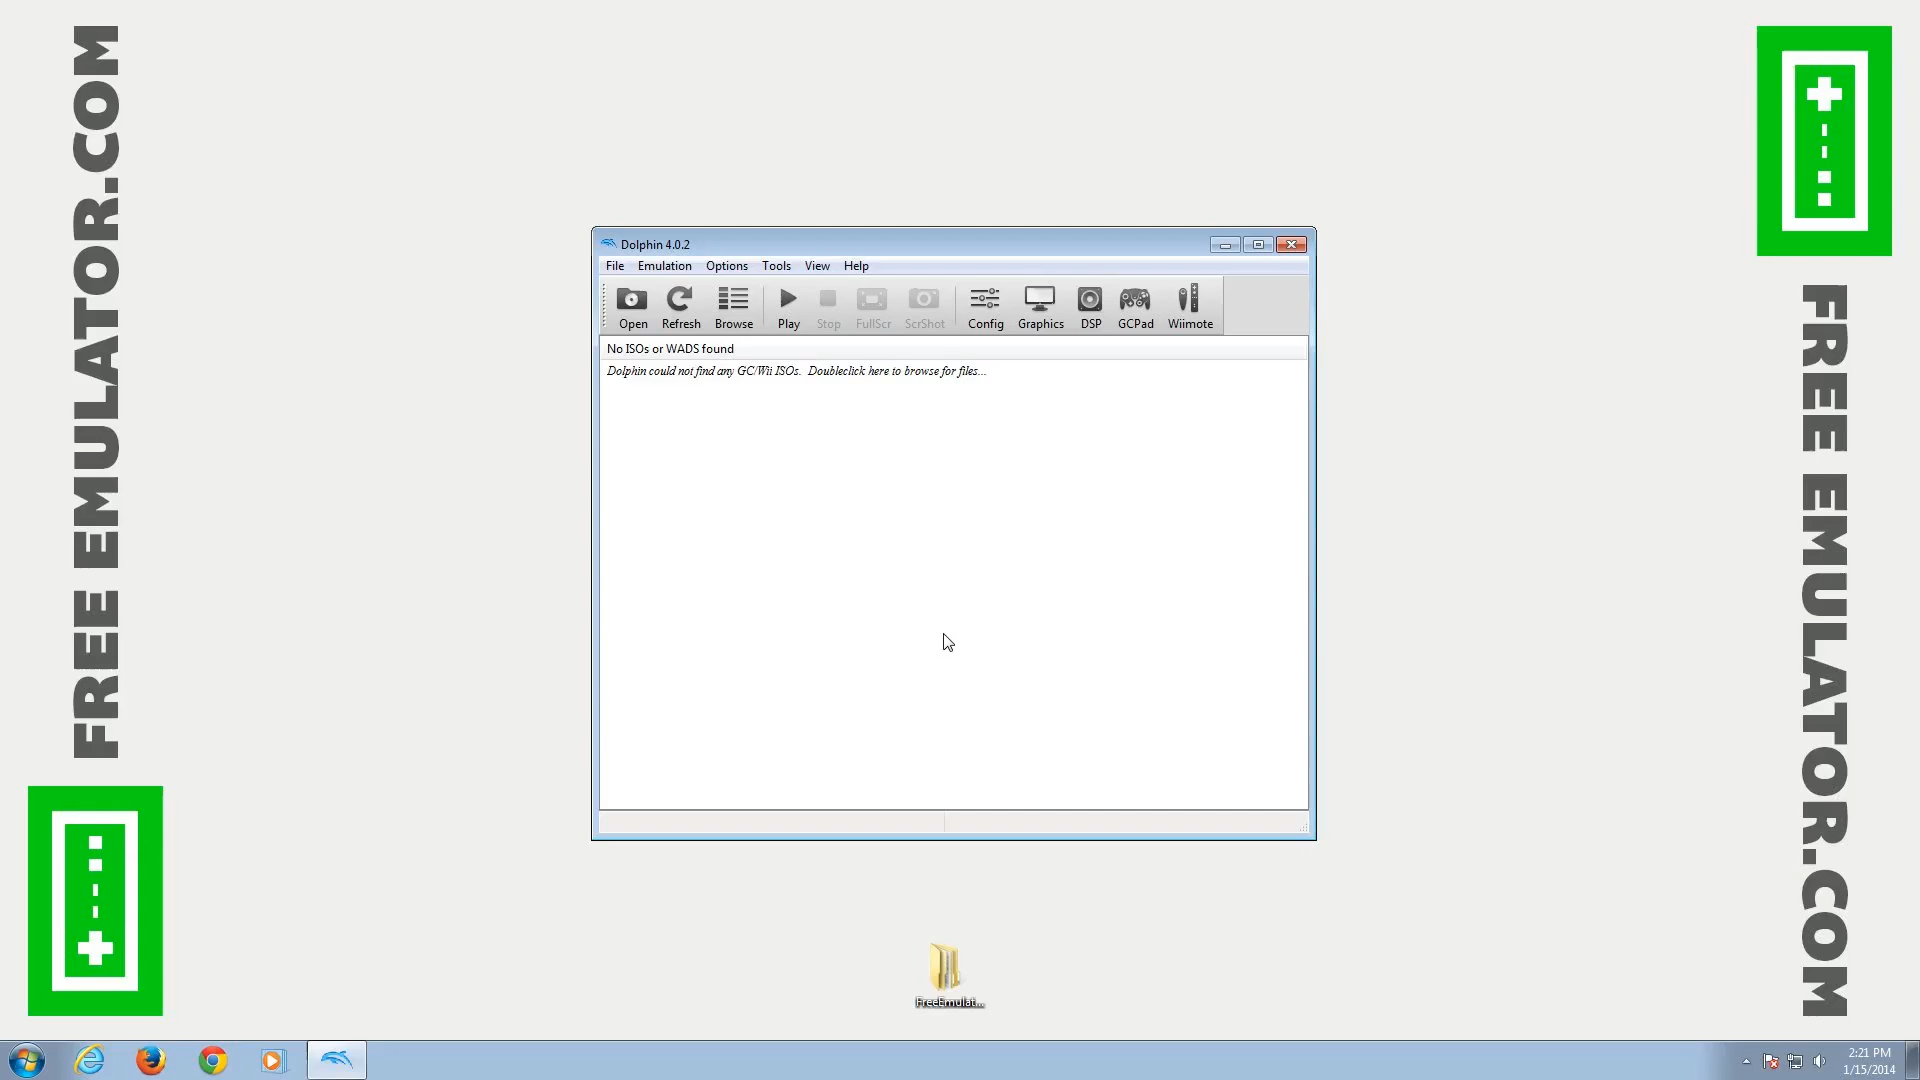 FREE EMULATOR.COM
Dolphin 4.0.2
File Emulation Options Tools View Help
Open Refresh Browse Play Stop FullScr ScrShot Config Graphics DSP GCPad Wiimote
No ISOs or WADS found
Dolphin could not find any GC/Wii ISOs. Doubleclick here to browse for files...
FREE EMULATOR.COM
FreeEmulat...
2:21 PM
1/15/2014